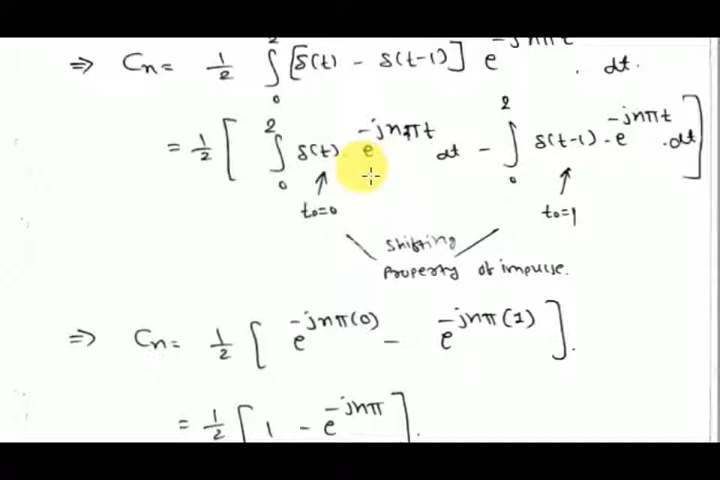 ⇒ Cn = 1/2 ∫₀² [δ(t) - δ(t-1)] e^{-jnπt} . dt.
= 1/2 [ ∫₀² δ(t) . e^{-jnπt} dt - ∫₀² δ(t-1) . e^{-jnπt} . dt ]
↑ t₀=0 ↑ t₀=1
Shifting
Property of impulse.
⇒ Cn = 1/2 [ e^{-jnπ(0)} - e^{-jnπ(1)} ].
= 1/2 [ 1 - e^{-jnπ} ].